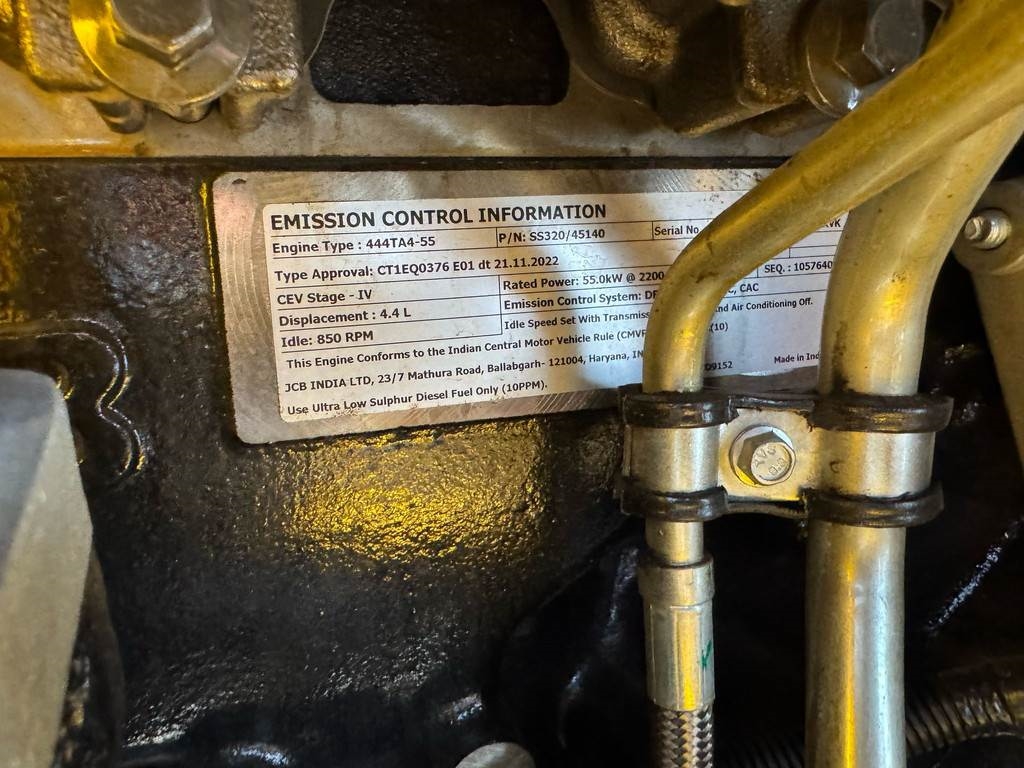 EMISSION CONTROL INFORMATION
Engine Type : 444TA4-55 P/N: SS320/45140 Serial No
Type Approval: CT1EQ0376 E01 dt 21.11.2022 SEQ. : 1057640
CEV Stage - IV Rated Power: 55.0kW @ 2200
Displacement : 4.4 L Emission Control System: , CAC
Idle: 850 RPM Idle Speed Set With And Air Conditioning Off.
This Engine Conforms to the Indian Central Motor Vehicle Rule (10)
JCB INDIA LTD, 23/7 Mathura Road, Ballabgarh- 121004, Haryana, 09152 Made in
Use Ultra Low Sulphur Diesel Fuel Only (10PPM).